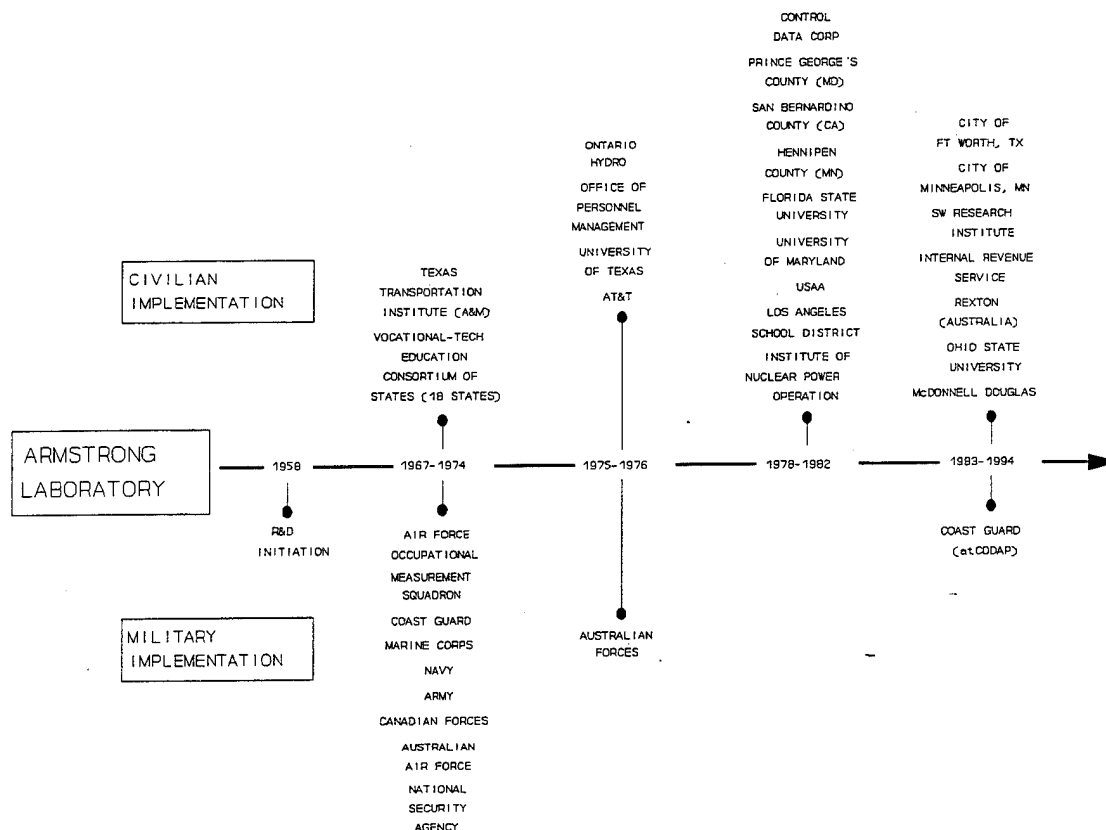 CONTROL
DATA CORP
PRINCE GEORGE'S
COUNTY (MD)
SAN BERNARDINO
COUNTY (CA)
HENNIPEN
COUNTY (MN)
FLORIDA STATE
UNIVERSITY
UNIVERSITY
OF MARYLAND
USAA
LOS ANGELES
SCHOOL DISTRICT
INSTITUTE OF
NUCLEAR POWER
OPERATION
CITY OF
FT WORTH, TX
CITY OF
MINNEAPOLIS, MN
SW RESEARCH
INSTITUTE
INTERNAL REVENUE
SERVICE
REXTON
(AUSTRALIA)
OHIO STATE
UNIVERSITY
McDONNELL DOUGLAS
ONTARIO
HYDRO
OFFICE OF
PERSONNEL
MANAGEMENT
UNIVERSITY
OF TEXAS
AT&T
CIVILIAN
IMPLEMENTATION
TEXAS
TRANSPORTATION
INSTITUTE (A&M)
VOCATIONAL-TECH
EDUCATION
CONSORTIUM OF
STATES (18 STATES)
ARMSTRONG
LABORATORY
1958
1967-1974
1975-1976
1978-1982
1983-1994
R&D
INITIATION
AIR FORCE
OCCUPATIONAL
MEASUREMENT
SQUADRON
COAST GUARD
MARINE CORPS
NAVY
ARMY
CANADIAN FORCES
AUSTRALIAN
AIR FORCE
NATIONAL
SECURITY
AGENCY
AUSTRALIAN
FORCES
COAST GUARD
(atCODAP)
MILITARY
IMPLEMENTATION